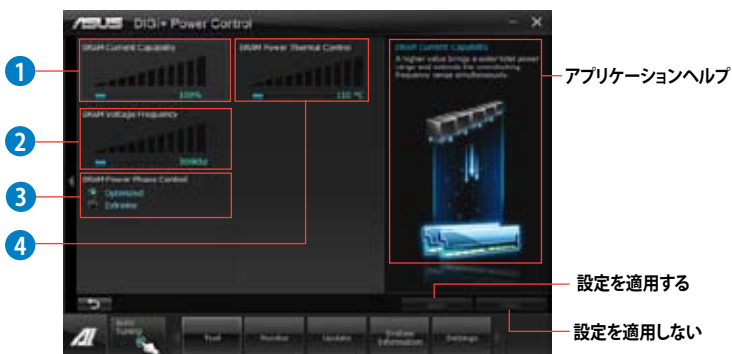 ASUS DIGI+ Power Control
DRAM Current Capability
100%
DRAM Power Thermal Control
110 ℃
DRAM Voltage Frequency
300Khz
DRAM Power Phase Control
Optimized
Extreme
DRAM Current Capability
A higher value brings a wider total power
range and extends the overclocking
frequency range simultaneously.
1
2
3
4
アプリケーションヘルプ
設定を適用する
設定を適用しない
Auto
Tuning
Tool
Monitor
Update
System
Information
Settings